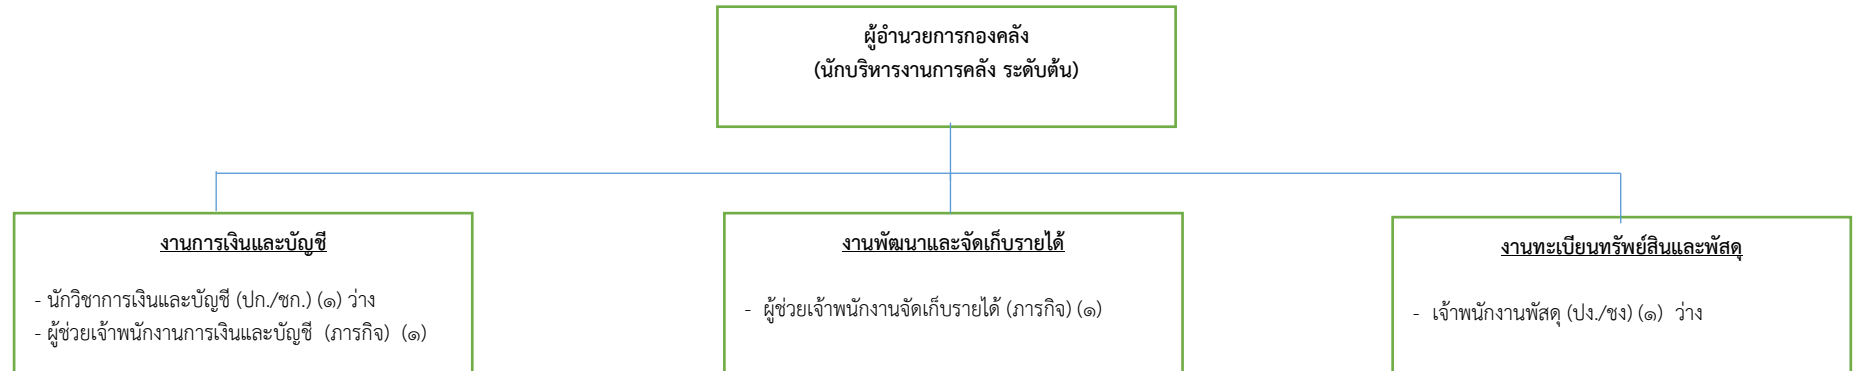 ผู้อำนวยการกองคลัง
(นักบริหารงานการคลัง ระดับต้น)
งานการเงินและบัญชี
- นักวิชาการเงินและบัญชี (ปก./ชก.) (๑) ว่าง
- ผู้ช่วยเจ้าพนักงานการเงินและบัญชี (ภารกิจ) (๑)
งานพัฒนาและจัดเก็บรายได้
- ผู้ช่วยเจ้าพนักงานจัดเก็บรายได้ (ภารกิจ) (๑)
งานทะเบียนทรัพย์สินและพัสดุ
- เจ้าพนักงานพัสดุ (ปง./ชง) (๑) ว่าง